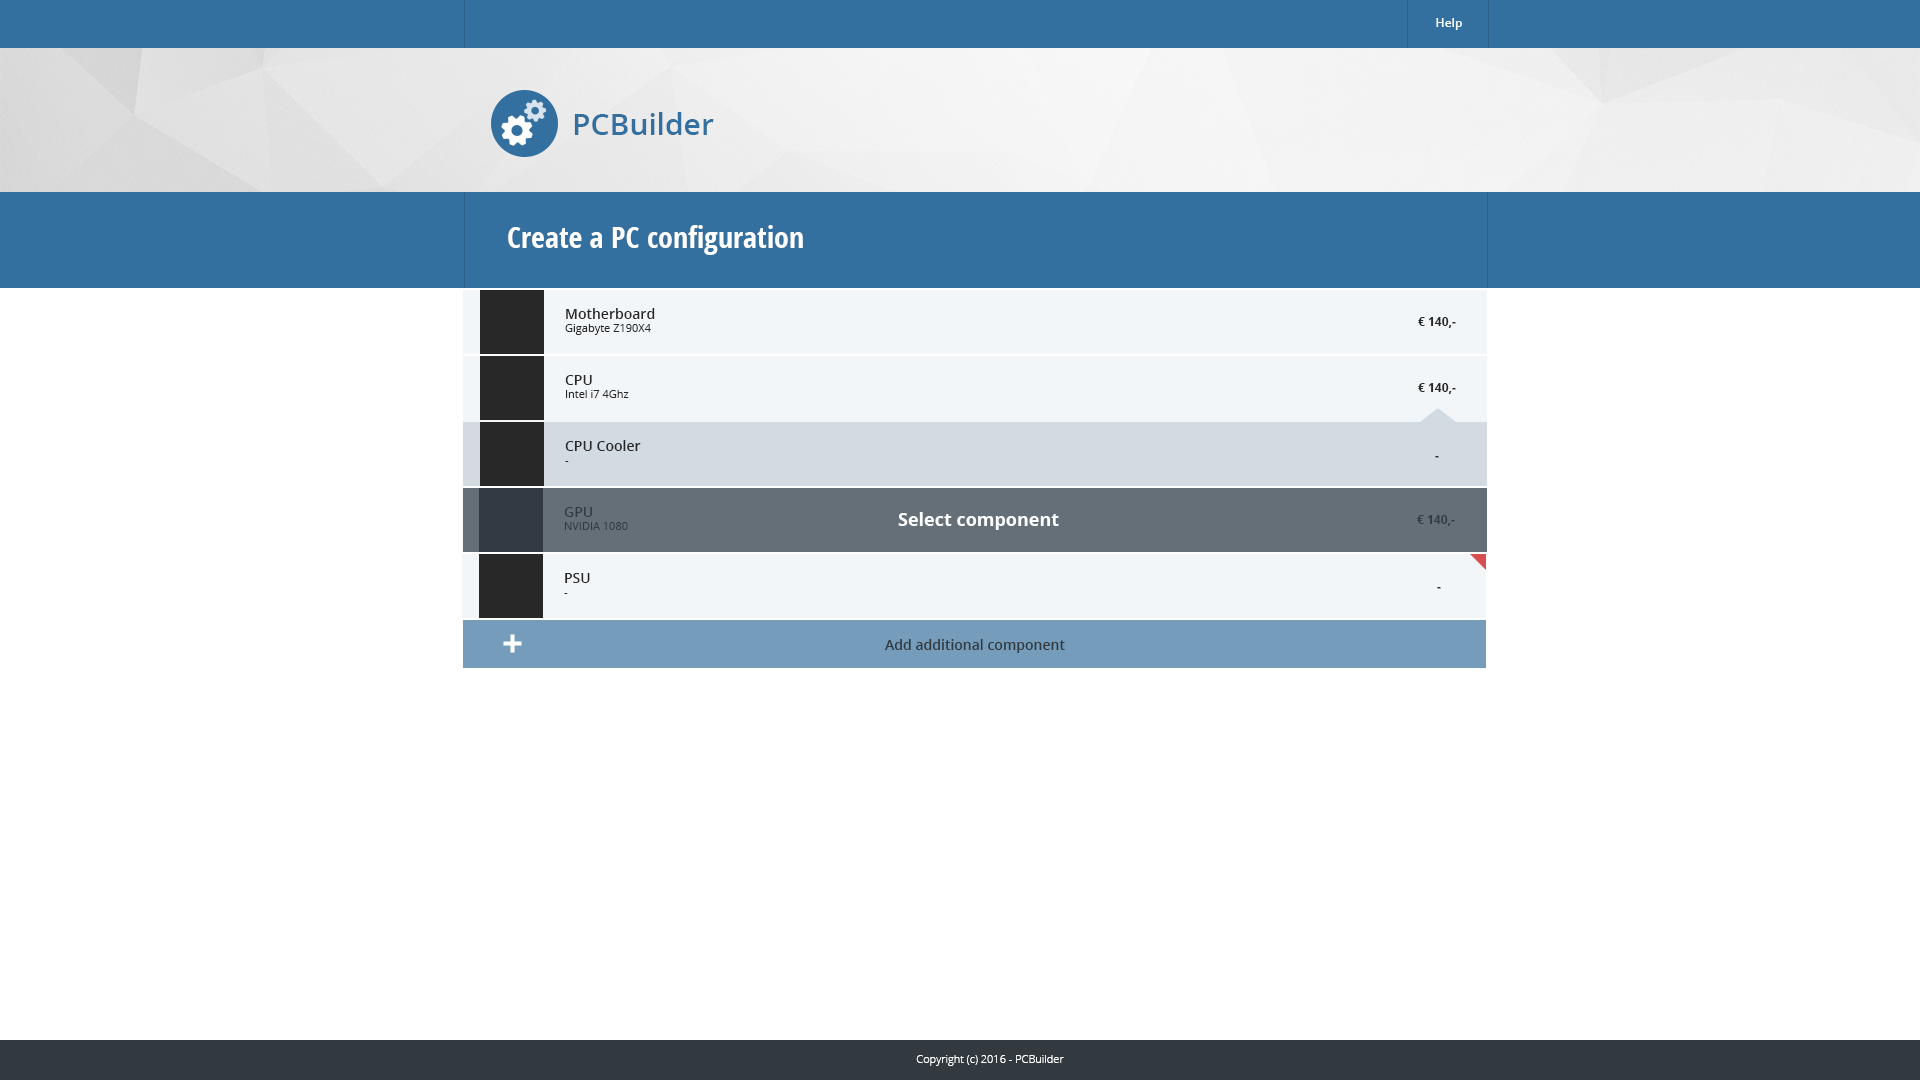 Help
PCBuilder
Create a PC configuration
Motherboard
Gigabyte Z190X4
€ 140,-
CPU
Intel i7 4Ghz
€ 140,-
CPU Cooler
-
-
GPU
NVIDIA 1080
Select component
€ 140,-
PSU
-
-
Add additional component
Copyright (c) 2016 - PCBuilder